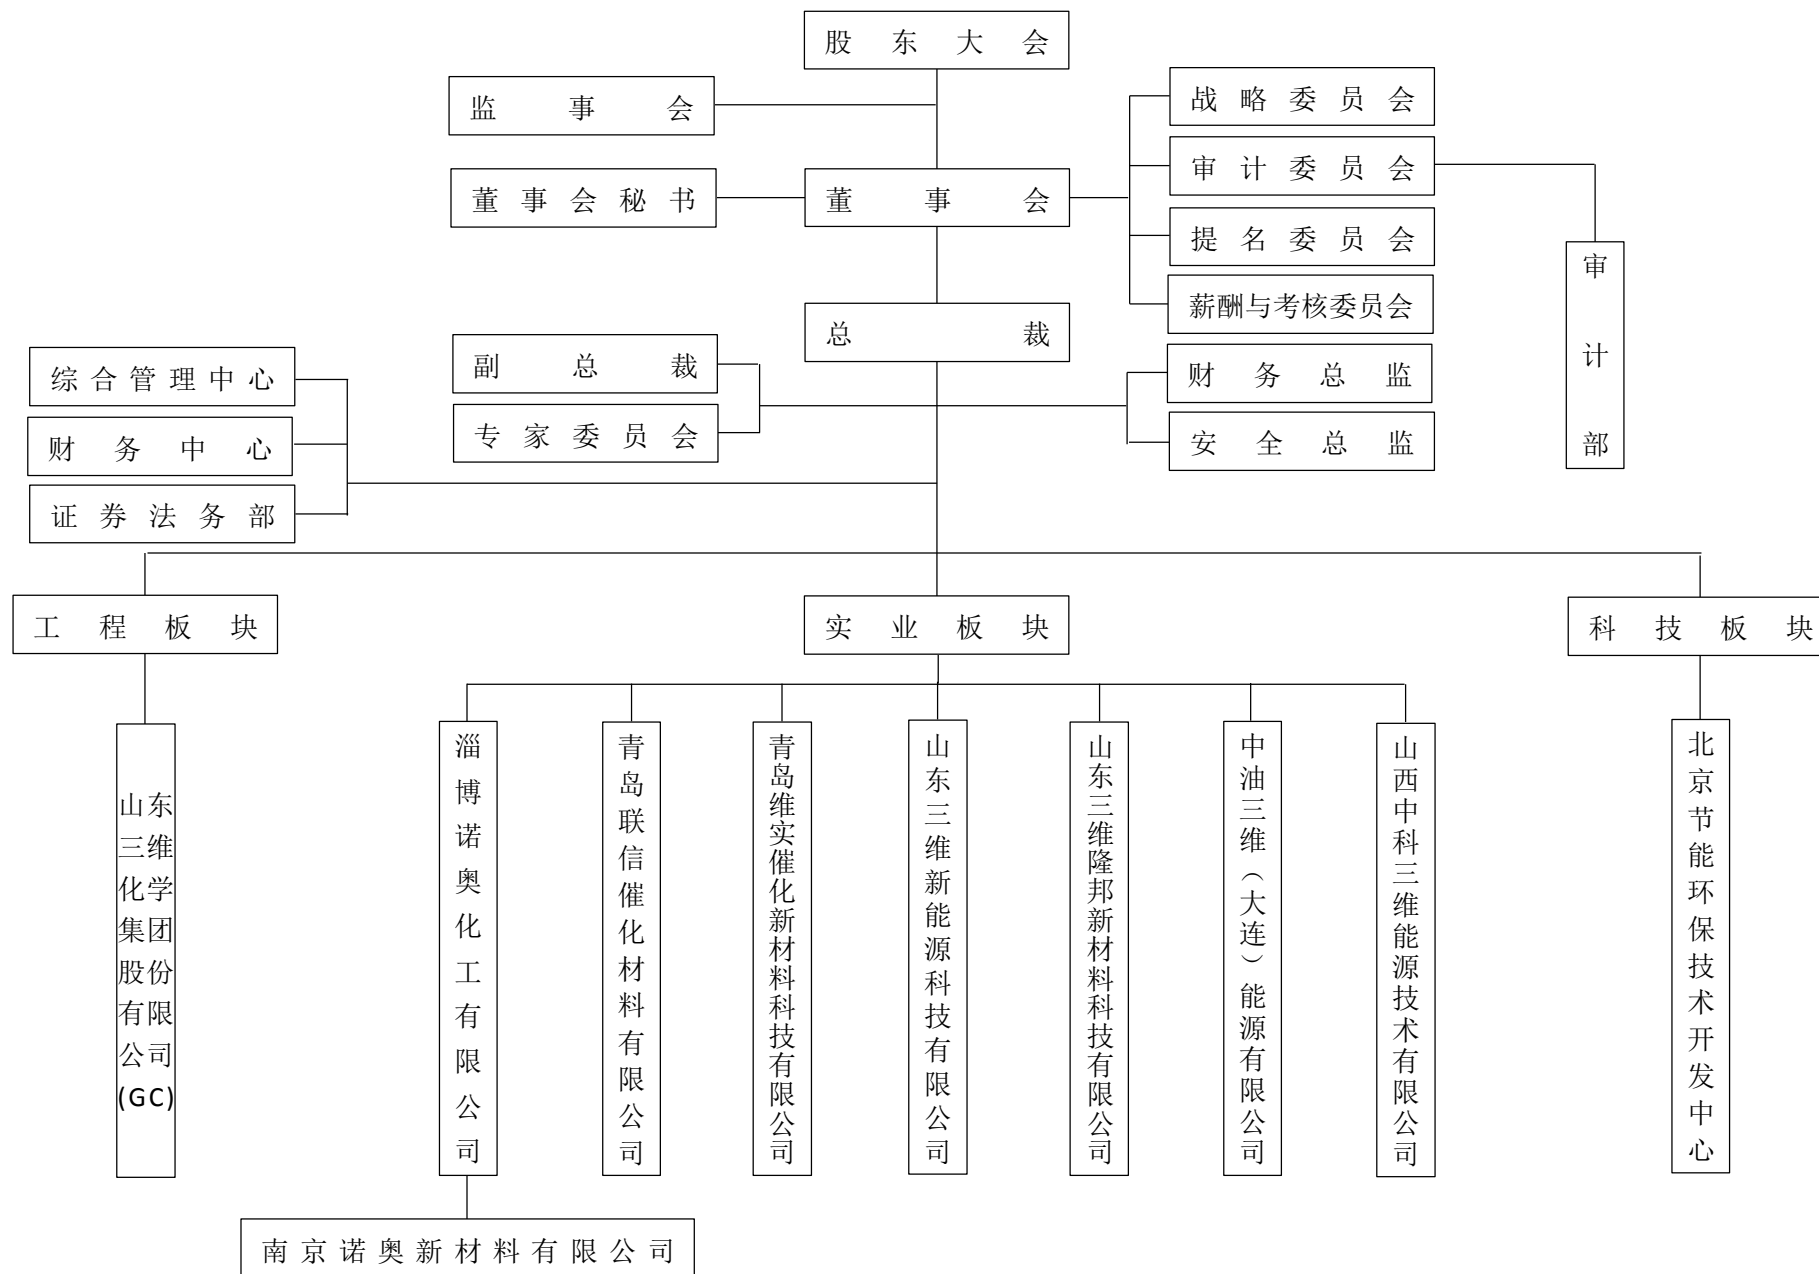 股东大会
监事会
战略委员会
审计委员会
董事会秘书
董事会
提名委员会
薪酬与考核委员会
审计部
总裁
副总裁
财务总监
综合管理中心
专家委员会
安全总监
财务中心
证券法务部
工程板块
实业板块
科技板块
山东
三维
化学
集团
股份
有限
公司
(GC)
淄博诺奥化工有限公司
青岛联信催化材料有限公司
青岛维实催化新材料科技有限公司
山东三维新能源科技有限公司
山东三维隆邦新材料科技有限公司
中油三维（大连）能源有限公司
山西中科三维能源技术有限公司
北京节能环保技术开发中心
南京诺奥新材料有限公司